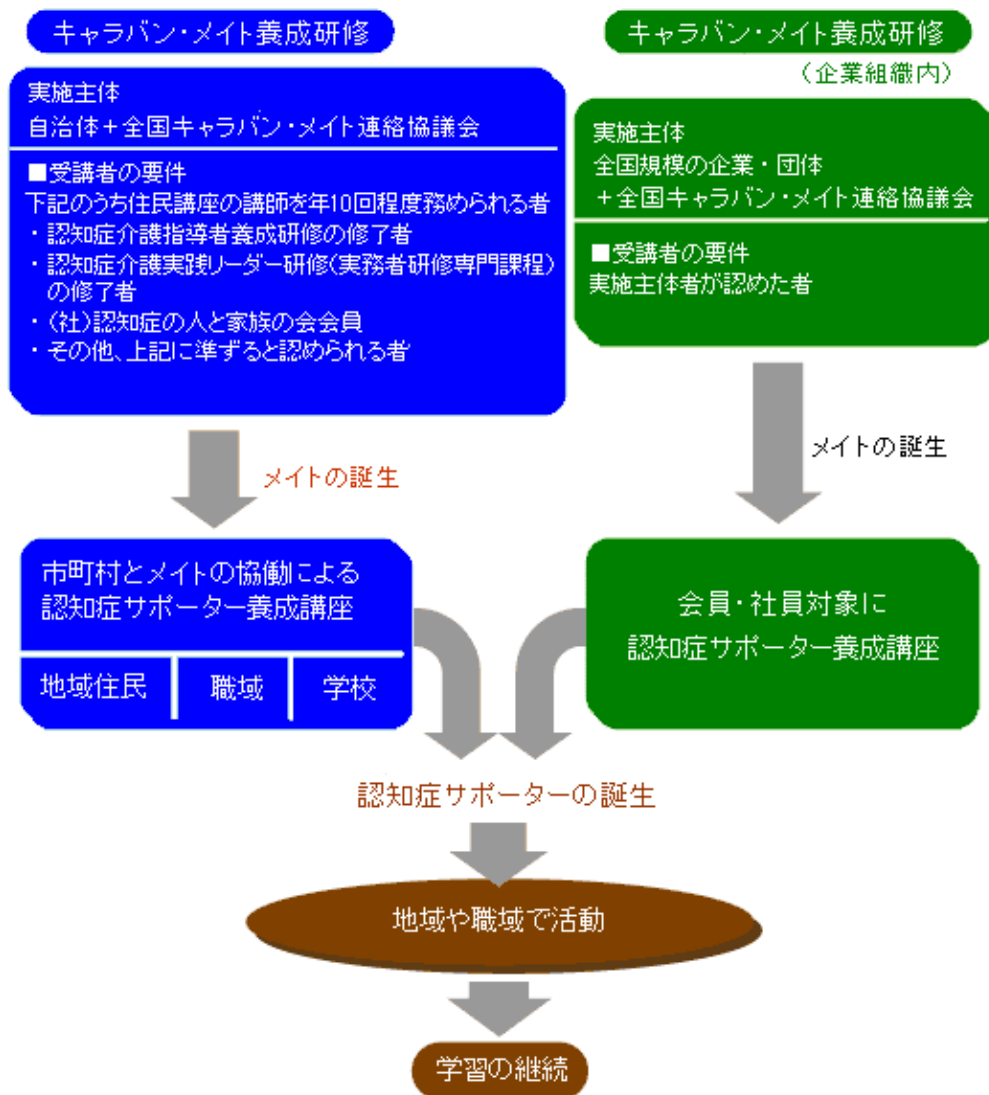 キャラバン・メイト養成研修
実施主体
自治体＋全国キャラバン・メイト連絡協議会
■受講者の要件
下記のうち住民講座の講師を年10回程度務められる者
・認知症介護指導者養成研修の修了者
・認知症介護実践リーダー研修(実務者研修専門課程)
の修了者
・(社)認知症の人と家族の会会員
・その他、上記に準ずると認められる者
メイトの誕生
市町村とメイトの協働による
認知症サポーター養成講座
地域住民
職域
学校
キャラバン・メイト養成研修
（企業組織内）
実施主体
全国規模の企業・団体
＋全国キャラバン・メイト連絡協議会
■受講者の要件
実施主体者が認めた者
メイトの誕生
会員・社員対象に
認知症サポーター養成講座
認知症サポーターの誕生
地域や職域で活動
学習の継続